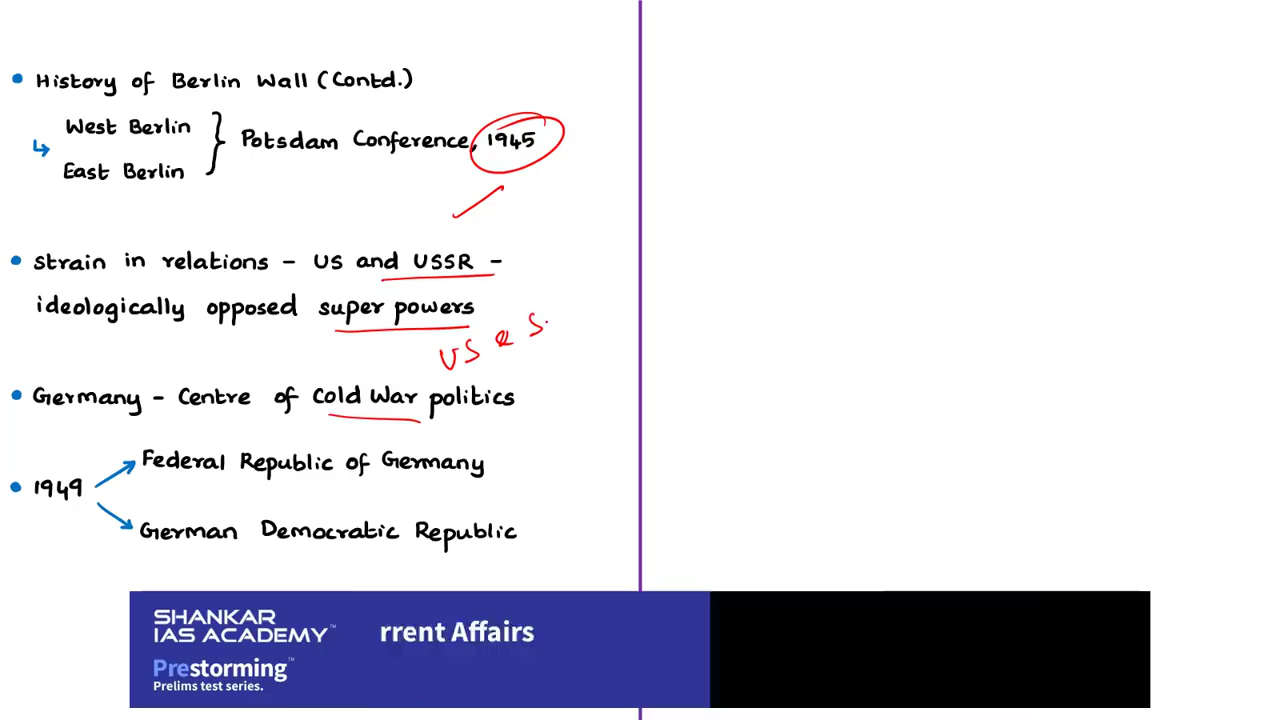 • History of Berlin Wall (Contd.)
↳ West Berlin
East Berlin
} Potsdam Conference, 1945
• strain in relations – US and USSR –
ideologically opposed super powers
US & S.
• Germany – Centre of Cold War politics
• 1949
Federal Republic of Germany
German Democratic Republic
SHANKAR
IAS ACADEMY™
rrent Affairs
Prestorming™
Prelims test series.